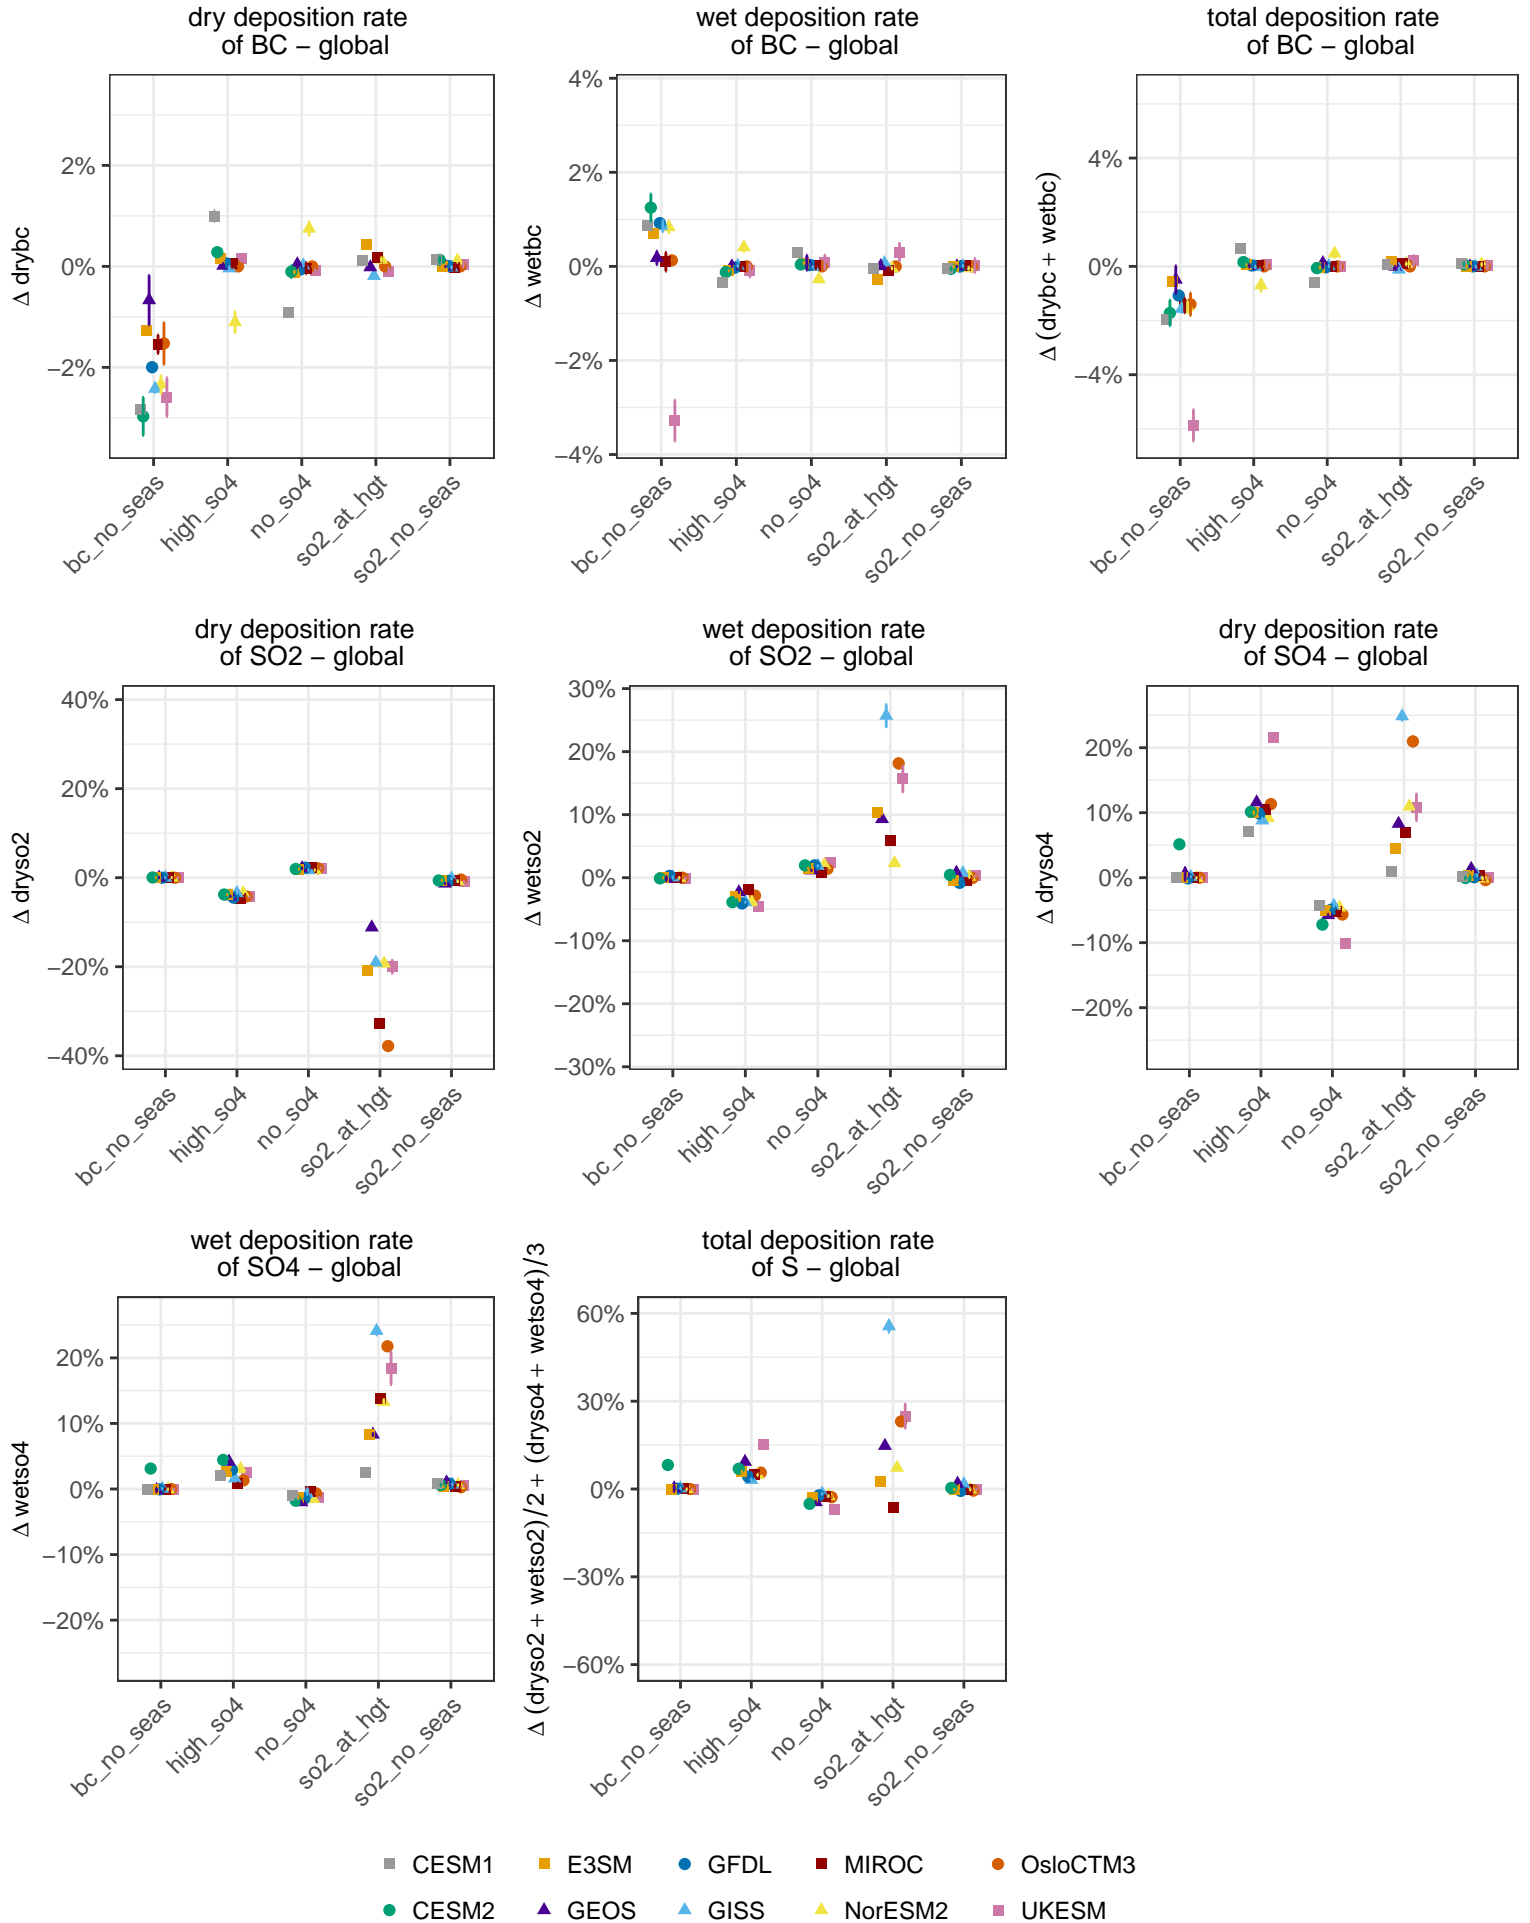 dry deposition rate
of BC – global
wet deposition rate
of BC – global
total deposition rate
of BC – global
Δ drybc
2%
0%
−2%
bc_no_seas
high_so4
no_so4
so2_at_hgt
so2_no_seas
Δ wetbc
4%
2%
0%
−2%
−4%
bc_no_seas
high_so4
no_so4
so2_at_hgt
so2_no_seas
Δ (drybc + wetbc)
4%
0%
−4%
bc_no_seas
high_so4
no_so4
so2_at_hgt
so2_no_seas
dry deposition rate
of SO2 – global
wet deposition rate
of SO2 – global
dry deposition rate
of SO4 – global
Δ dryso2
40%
20%
0%
−20%
−40%
bc_no_seas
high_so4
no_so4
so2_at_hgt
so2_no_seas
Δ wetso2
30%
20%
10%
0%
−10%
−20%
−30%
bc_no_seas
high_so4
no_so4
so2_at_hgt
so2_no_seas
Δ dryso4
20%
10%
0%
−10%
−20%
bc_no_seas
high_so4
no_so4
so2_at_hgt
so2_no_seas
wet deposition rate
of SO4 – global
total deposition rate
of S – global
Δ wetso4
20%
10%
0%
−10%
−20%
bc_no_seas
high_so4
no_so4
so2_at_hgt
so2_no_seas
Δ (dryso2 + wetso2)/2 + (dryso4 + wetso4)/3
60%
30%
0%
−30%
−60%
bc_no_seas
high_so4
no_so4
so2_at_hgt
so2_no_seas
CESM1 E3SM GFDL MIROC OsloCTM3
CESM2 GEOS GISS NorESM2 UKESM